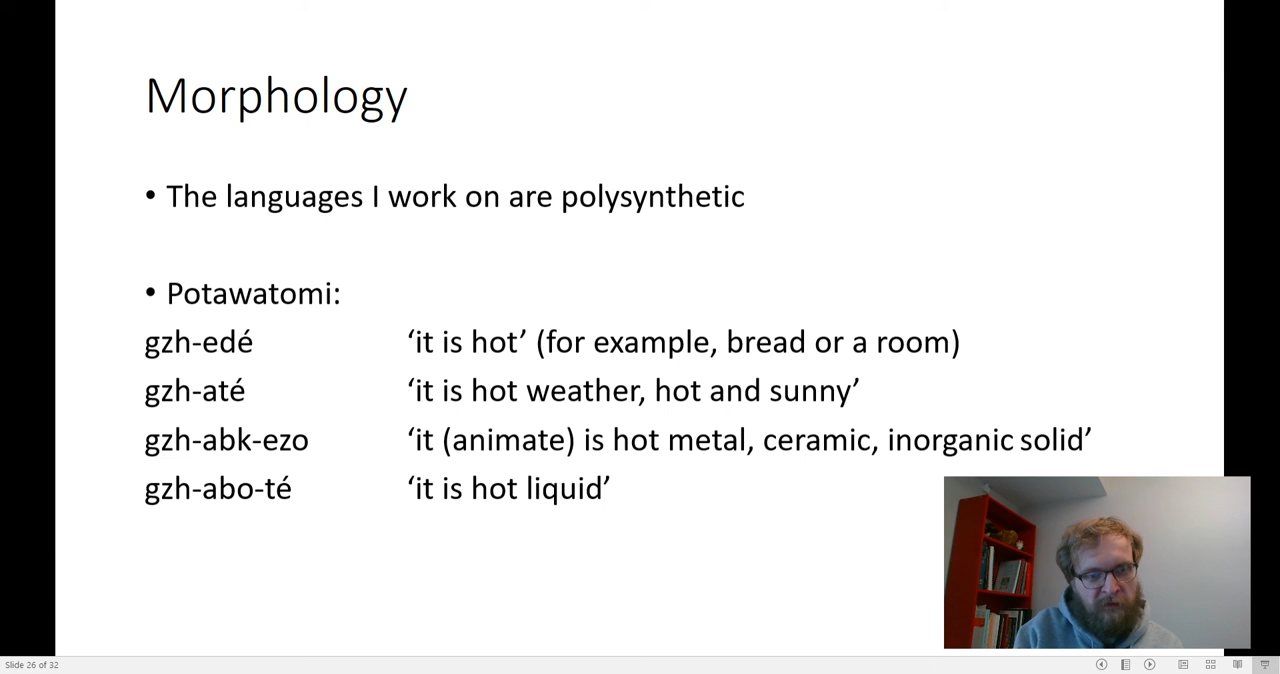 Morphology
• The languages I work on are polysynthetic
• Potawatomi:
gzh-edé ‘it is hot’ (for example, bread or a room)
gzh-até ‘it is hot weather, hot and sunny’
gzh-abk-ezo ‘it (animate) is hot metal, ceramic, inorganic solid’
gzh-abo-té ‘it is hot liquid’
Slide 26 of 32